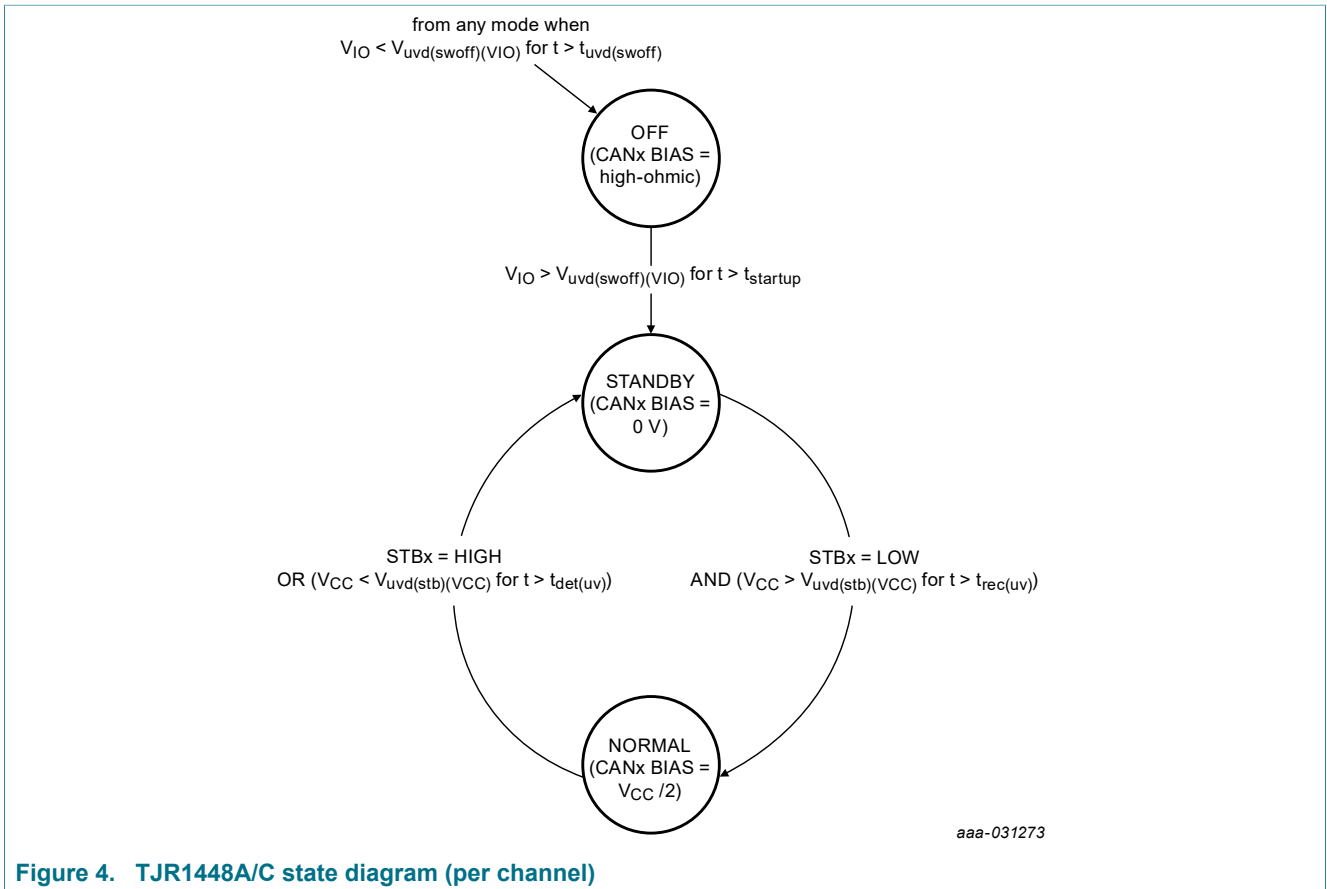 from any mode when
VIO < Vuvd(swoff)(VIO) for t > tuvd(swoff)
OFF
(CANx BIAS =
high-ohmic)
VIO > Vuvd(swoff)(VIO) for t > tstartup
STANDBY
(CANx BIAS =
0 V)
STBx = HIGH
OR (VCC < Vuvd(stb)(VCC) for t > tdet(uv))
STBx = LOW
AND (VCC > Vuvd(stb)(VCC) for t > trec(uv))
NORMAL
(CANx BIAS =
VCC /2)
aaa-031273
Figure 4. TJR1448A/C state diagram (per channel)